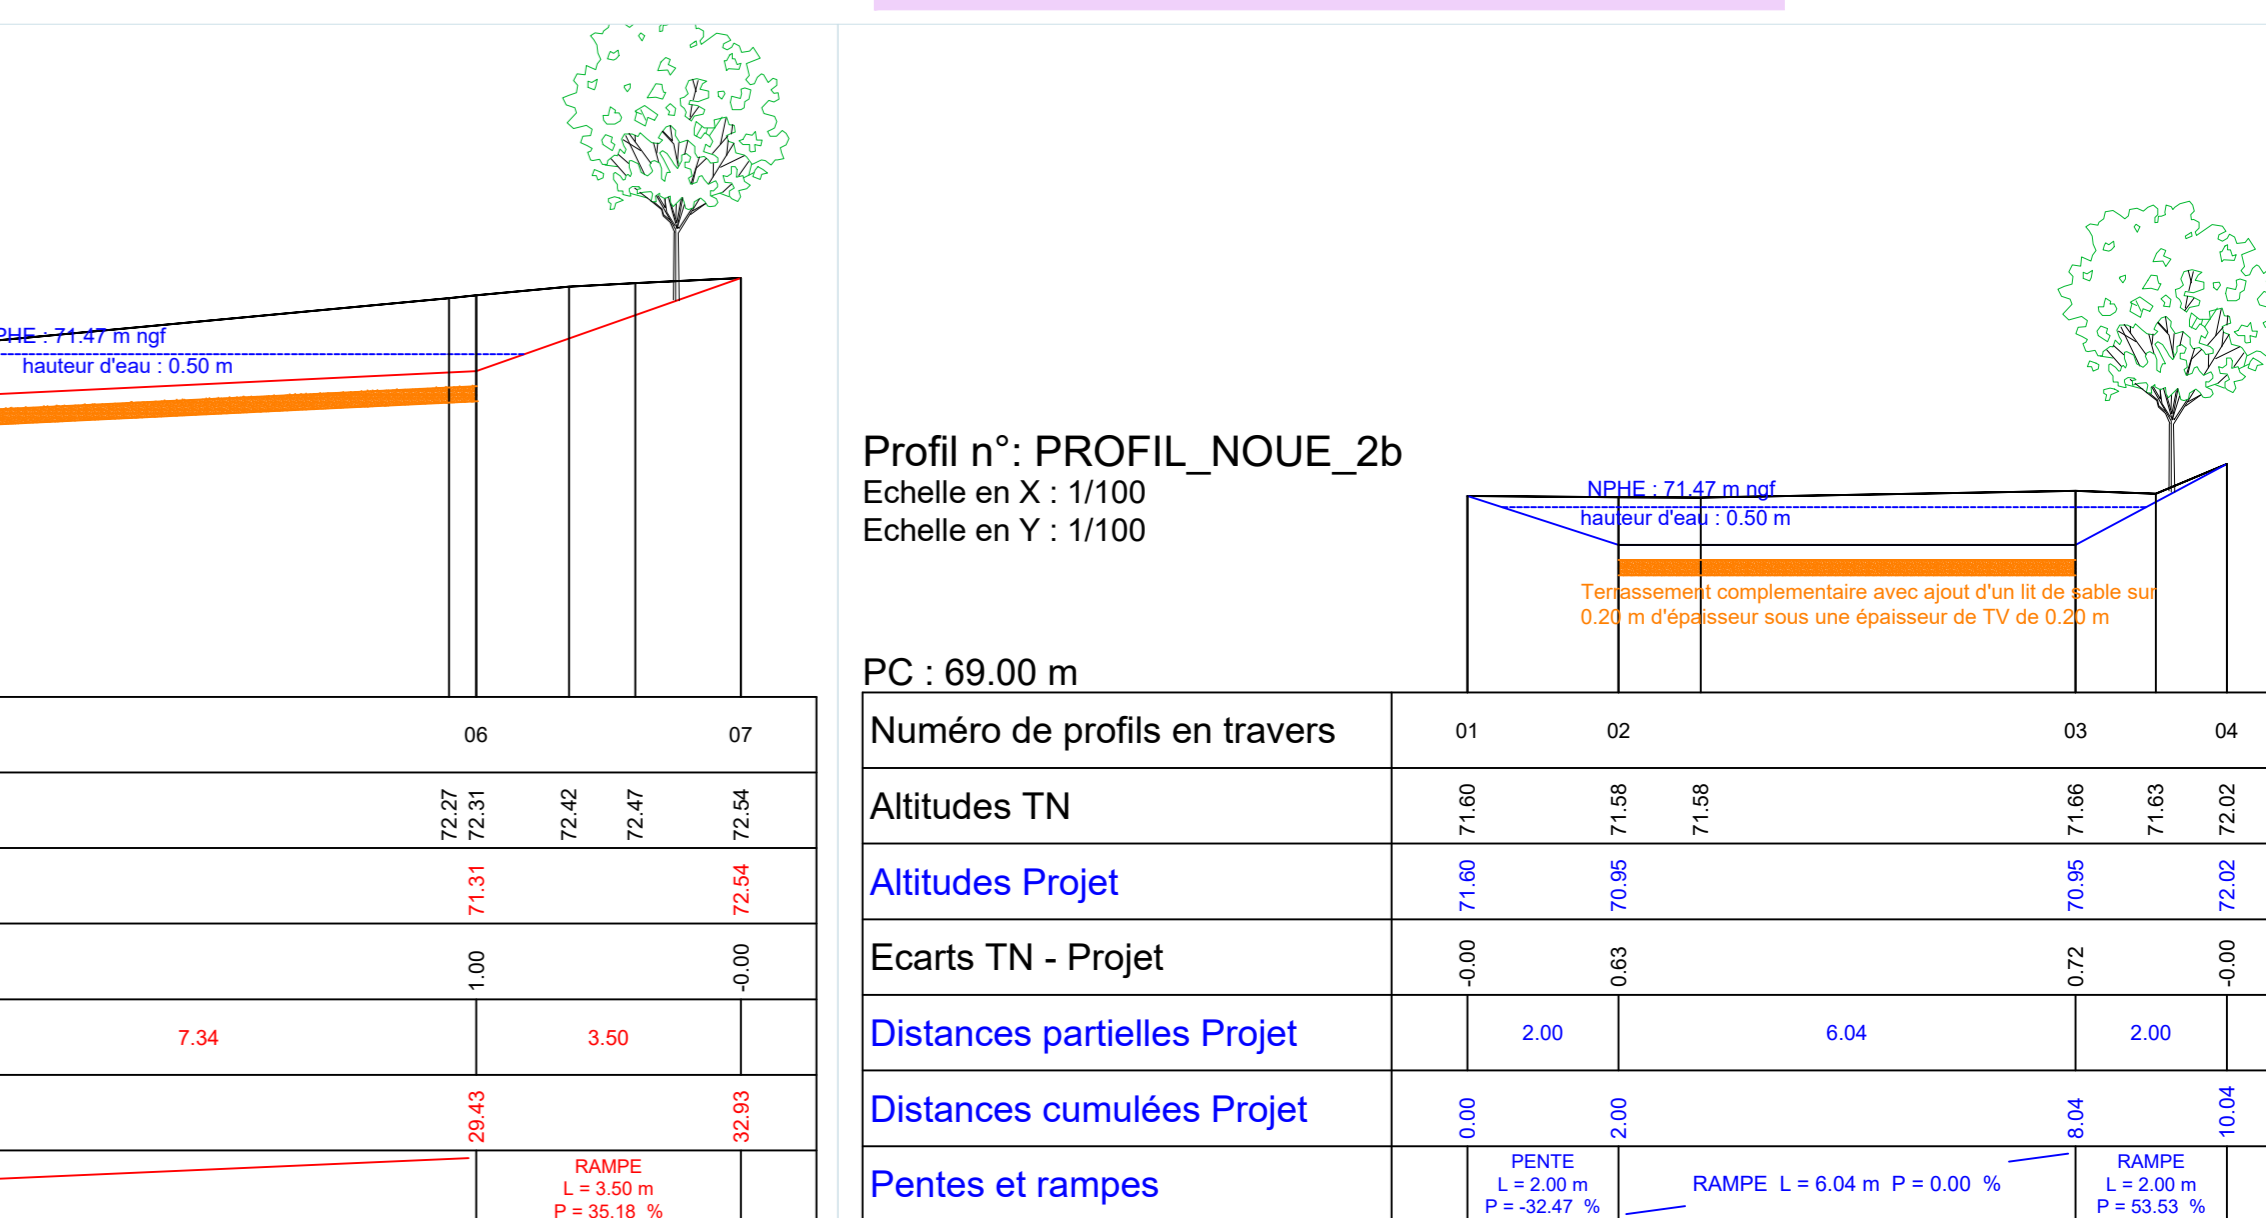 PHE : 71.47 m ngf
hauteur d'eau : 0.50 m
06
07
72.27
72.31
72.42
72.47
72.54
71.31
72.54
1.00
-0.00
7.34
3.50
29.43
32.93
RAMPE
L = 3.50 m
P = 35.18 %
Profil n°: PROFIL_NOUE_2b
Echelle en X : 1/100
Echelle en Y : 1/100
NPHE : 71.47 m ngf
hauteur d'eau : 0.50 m
Terrassement complementaire avec ajout d'un lit de sable sur
0.20 m d'épaisseur sous une épaisseur de TV de 0.20 m
PC : 69.00 m
Numéro de profils en travers
01
02
03
04
Altitudes TN
71.60
71.58
71.58
71.66
71.63
72.02
Altitudes Projet
71.60
70.95
70.95
72.02
Ecarts TN - Projet
-0.00
0.63
0.72
-0.00
Distances partielles Projet
2.00
6.04
2.00
Distances cumulées Projet
0.00
2.00
8.04
10.04
Pentes et rampes
PENTE
L = 2.00 m
P = -32.47 %
RAMPE L = 6.04 m P = 0.00 %
RAMPE
L = 2.00 m
P = 53.53 %